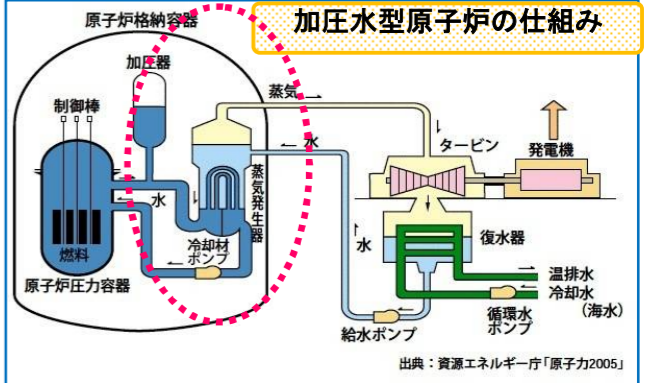 加圧水型原子炉の仕組み
原子炉格納容器
加圧器
制御棒
蒸気
水
タービン
発電機
水
蒸気発生器
燃料
冷却材
ポンプ
原子炉圧力容器
水
復水器
温排水
冷却水
(海水)
循環水
ポンプ
給水ポンプ
出典：資源エネルギー庁「原子力2005」